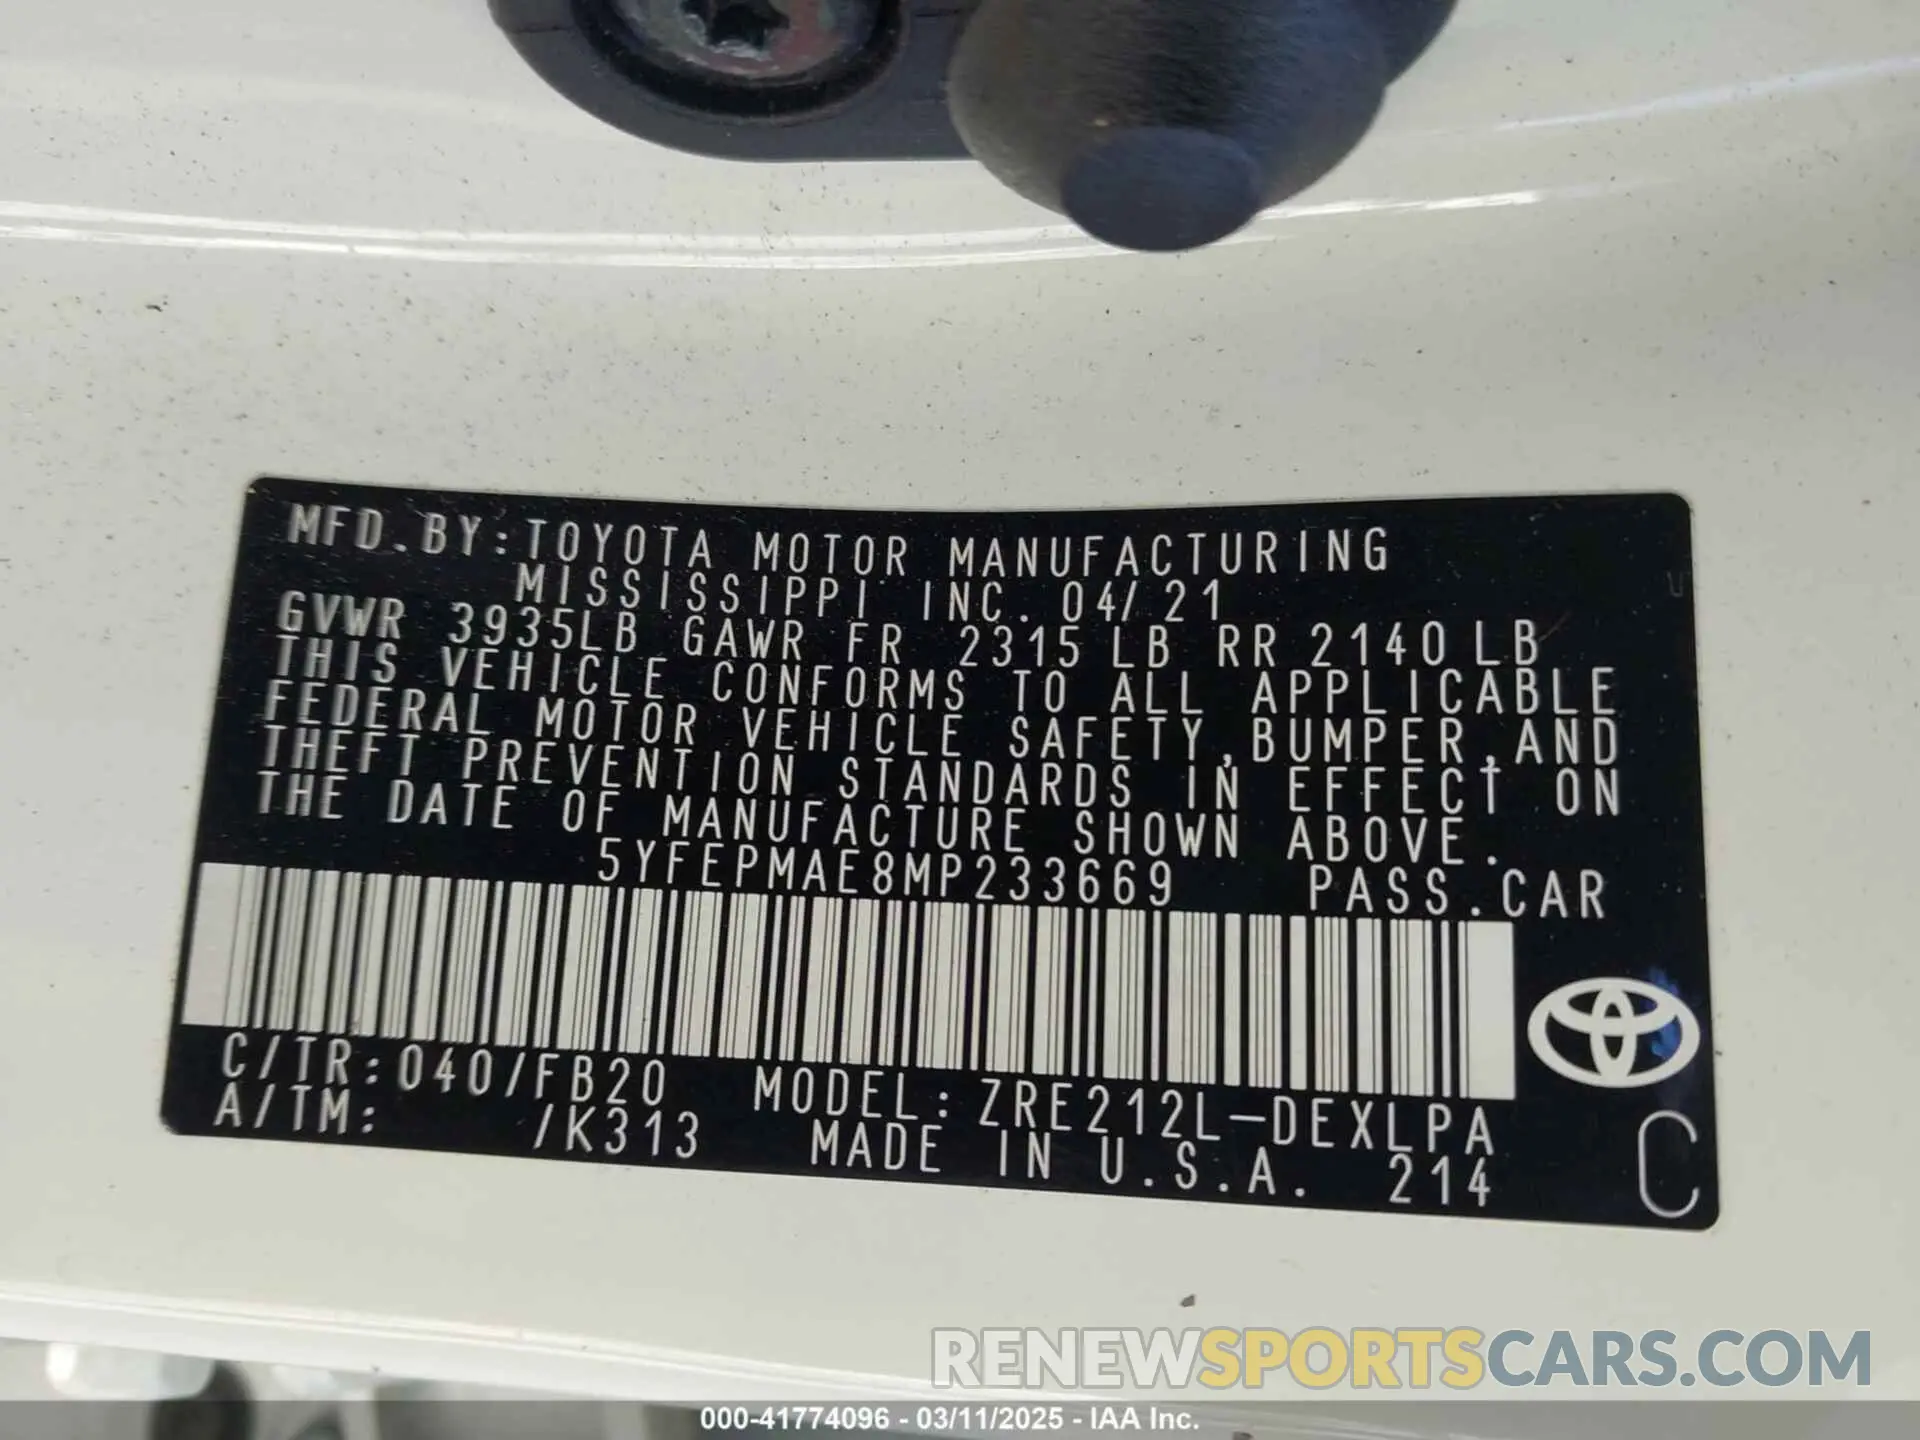 MFD.BY:TOYOTA MOTOR MANUFACTURING
MISSISSIPPI INC. 04/21
GVWR 3935LB GAWR FR 2315LB RR 2140LB
THIS VEHICLE CONFORMS TO ALL APPLICABLE
FEDERAL MOTOR VEHICLE SAFETY,BUMPER,AND
THEFT PREVENTION STANDARDS IN EFFECT ON
THE DATE OF MANUFACTURE SHOWN ABOVE.
5YFEPMAE8MP233669 PASS.CAR
C/TR:040/FB20 MODEL:ZRE212L-DEXLPA
A/TM: /K313 MADE IN U.S.A. 214
C
RENEWSPORTSCARS.COM
000-41774096 - 03/11/2025 - IAA Inc.